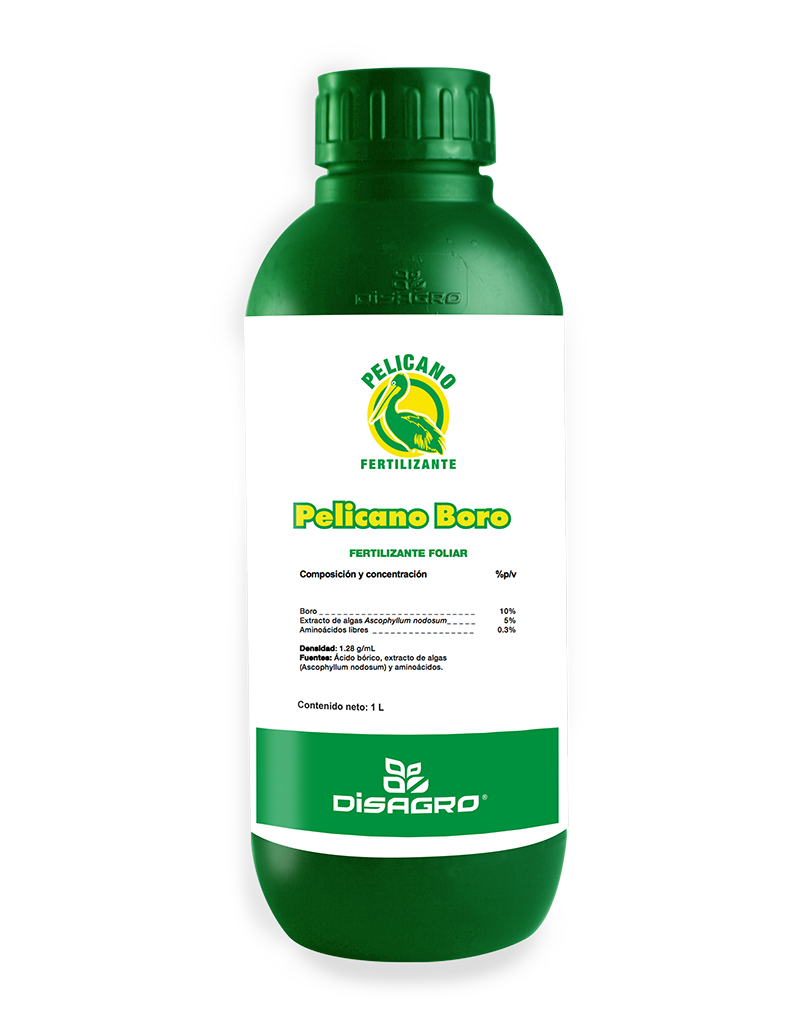 DISAGRO
PELICANO
FERTILIZANTE
Pelicano Boro
FERTILIZANTE FOLIAR
Composición y concentración %p/v
Boro 10%
Extracto de algas Ascophyllum nodosum 5%
Aminoácidos libres 0.3%
Densidad: 1.28 g/mL
Fuentes: Ácido bórico, extracto de algas
(Ascophyllum nodosum) y aminoácidos.
Contenido neto: 1 L
DISAGRO®